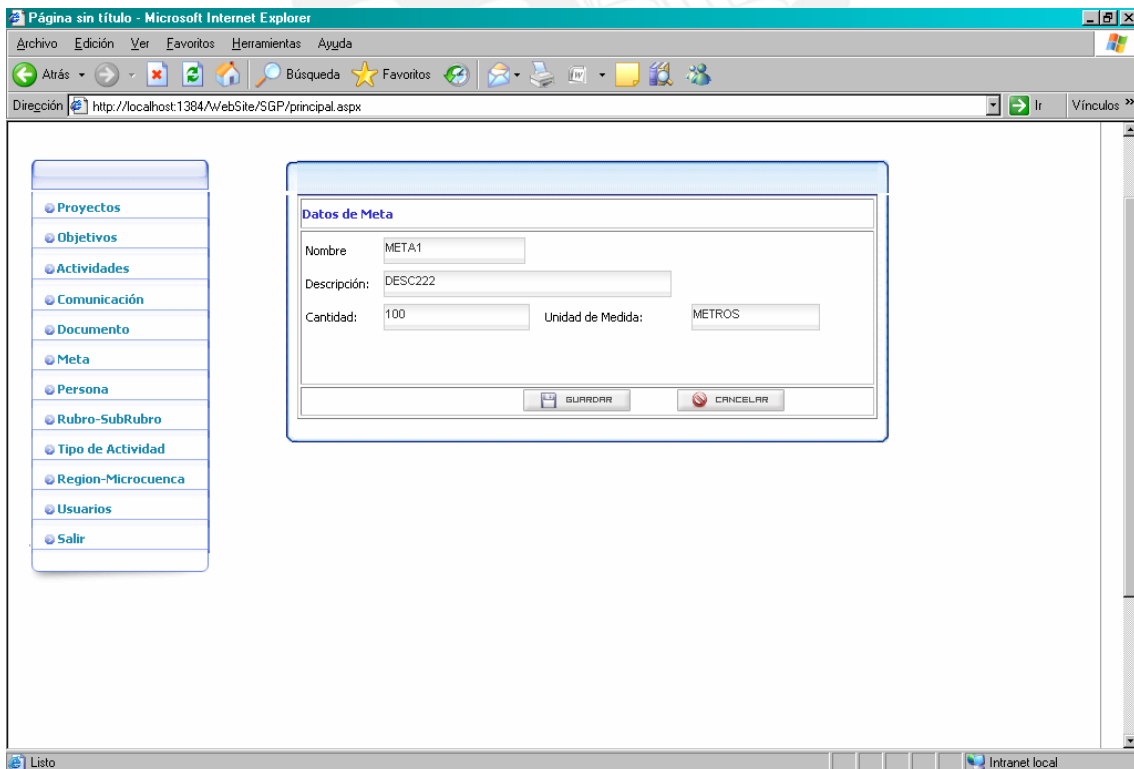 Página sin título - Microsoft Internet Explorer
Archivo Edición Ver Favoritos Herramientas Ayuda
Atrás Búsqueda Favoritos
Dirección http://localhost:1384/WebSite/SGP/principal.aspx Ir Vínculos »
Proyectos
Objetivos
Actividades
Comunicación
Documento
Meta
Persona
Rubro-SubRubro
Tipo de Actividad
Region-Microcuenca
Usuarios
Salir
Datos de Meta
Nombre META1
Descripción: DESC222
Cantidad: 100 Unidad de Medida: METROS
GUARDAR CANCELAR
Listo Intranet local